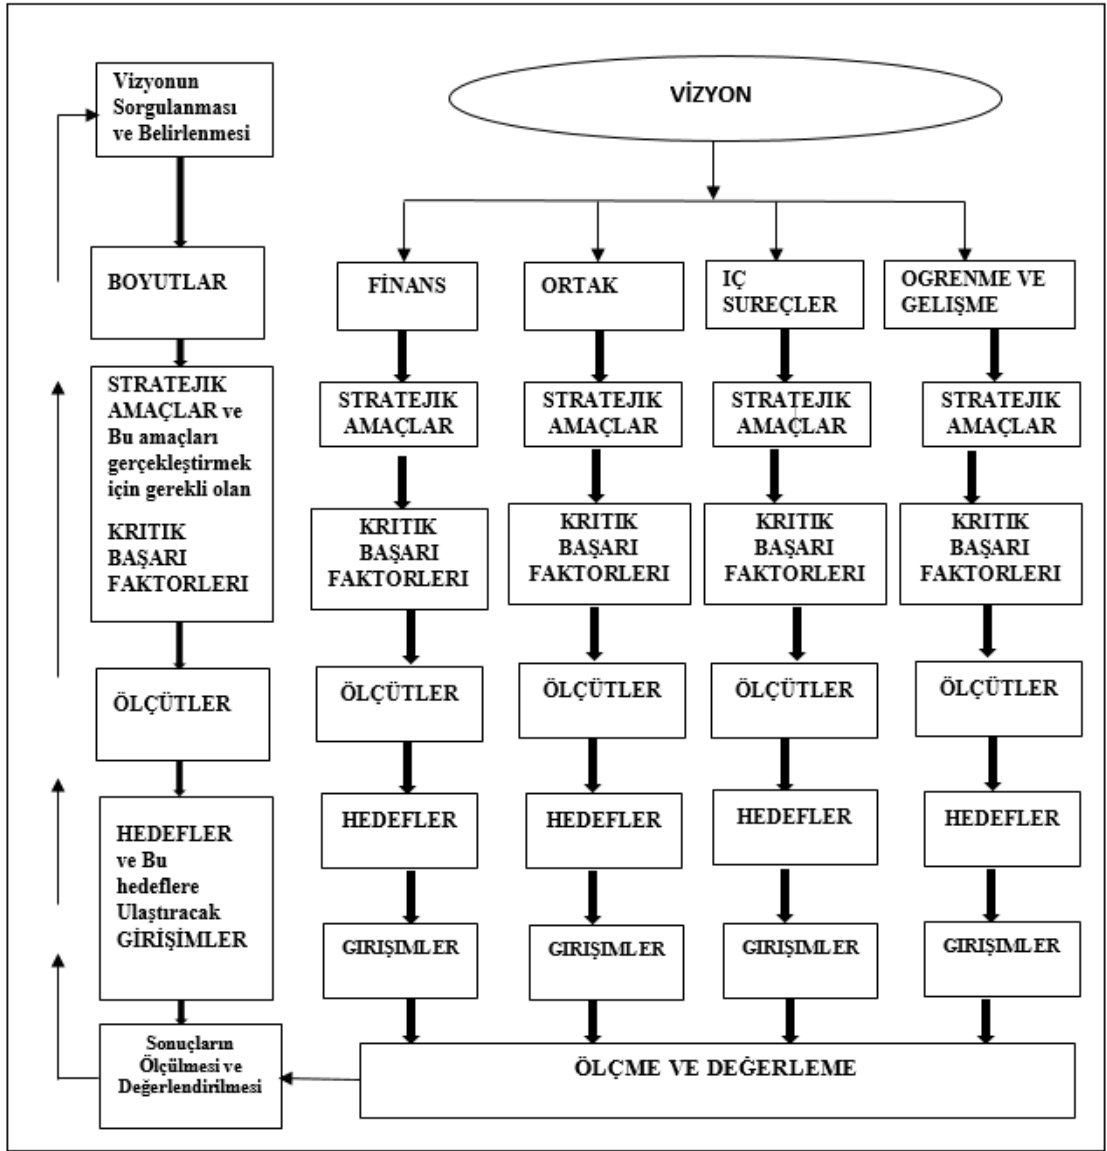 Vizyonun
Sorgulanması
ve Belirlenmesi
BOYUTLAR
STRATEJIK
AMAÇLAR ve
Bu amaçları
gerçekleştirmek
için gerekli olan
KRITIK
BAŞARI
FAKTORLERI
ÖLÇÜTLER
HEDEFLER
ve Bu
hedeflere
Ulaştıracak
GİRİŞİMLER
Sonuçların
Ölçülmesi ve
Değerlendirilmesi
VİZYON
FİNANS
ORTAK
IÇ
SUREÇLER
OGRENME VE
GELIŞME
STRATEJIK
AMAÇLAR
STRATEJIK
AMAÇLAR
STRATEJIK
AMAÇLAR
STRATEJIK
AMAÇLAR
KRITIK
BAŞARI
FAKTORLERI
KRITIK
BAŞARI
FAKTORLERI
KRITIK
BAŞARI
FAKTORLERI
KRITIK
BAŞARI
FAKTORLERI
ÖLÇÜTLER
ÖLÇÜTLER
ÖLÇÜTLER
ÖLÇÜTLER
HEDEFLER
HEDEFLER
HEDEFLER
HEDEFLER
GIRIŞIMLER
GIRIŞIMLER
GIRIŞIMLER
GIRIŞIMLER
ÖLÇME VE DEĞERLEME